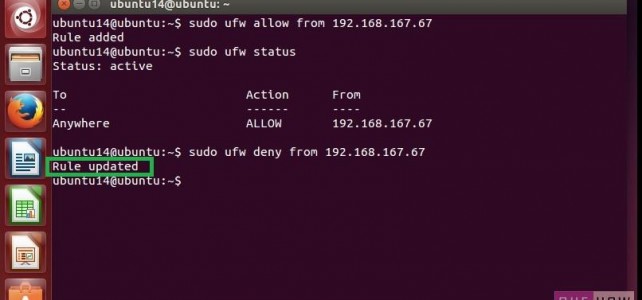 ubuntu14@ubuntu: ~
ubuntu14@ubuntu:~$ sudo ufw allow from 192.168.167.67
Rule added
ubuntu14@ubuntu:~$ sudo ufw status
Status: active
To Action From
-- ------ ----
Anywhere ALLOW 192.168.167.67
ubuntu14@ubuntu:~$ sudo ufw deny from 192.168.167.67
Rule updated
ubuntu14@ubuntu:~$